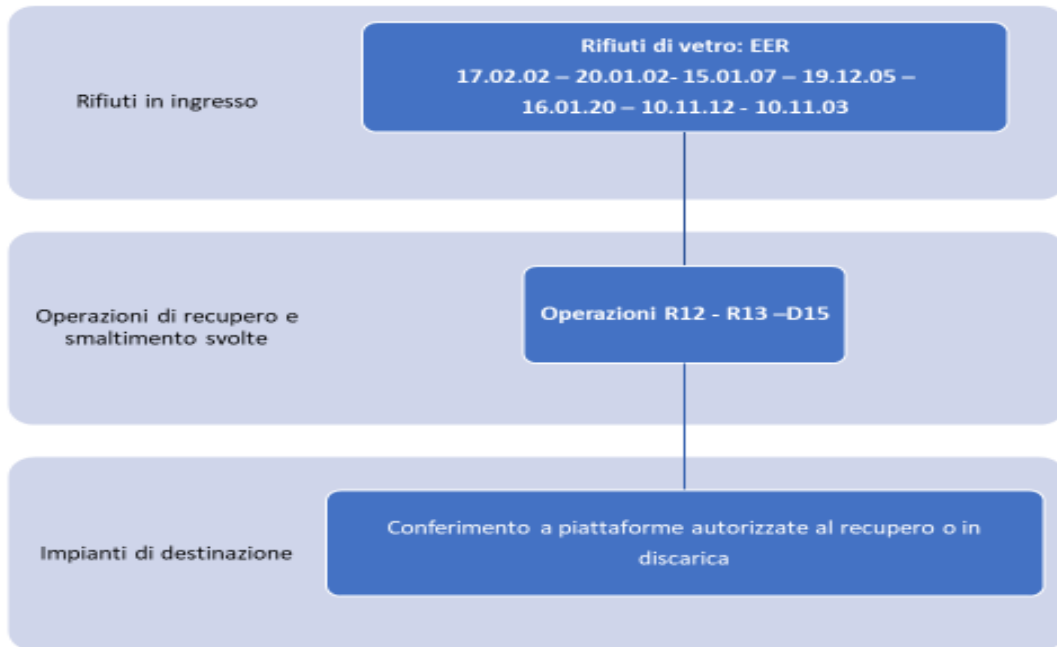 Rifiuti in ingresso
Rifiuti di vetro: EER
17.02.02 – 20.01.02- 15.01.07 – 19.12.05 –
16.01.20 – 10.11.12 - 10.11.03
Operazioni di recupero e
smaltimento svolte
Operazioni R12 - R13 –D15
Impianti di destinazione
Conferimento a piattaforme autorizzate al recupero o in
discarica